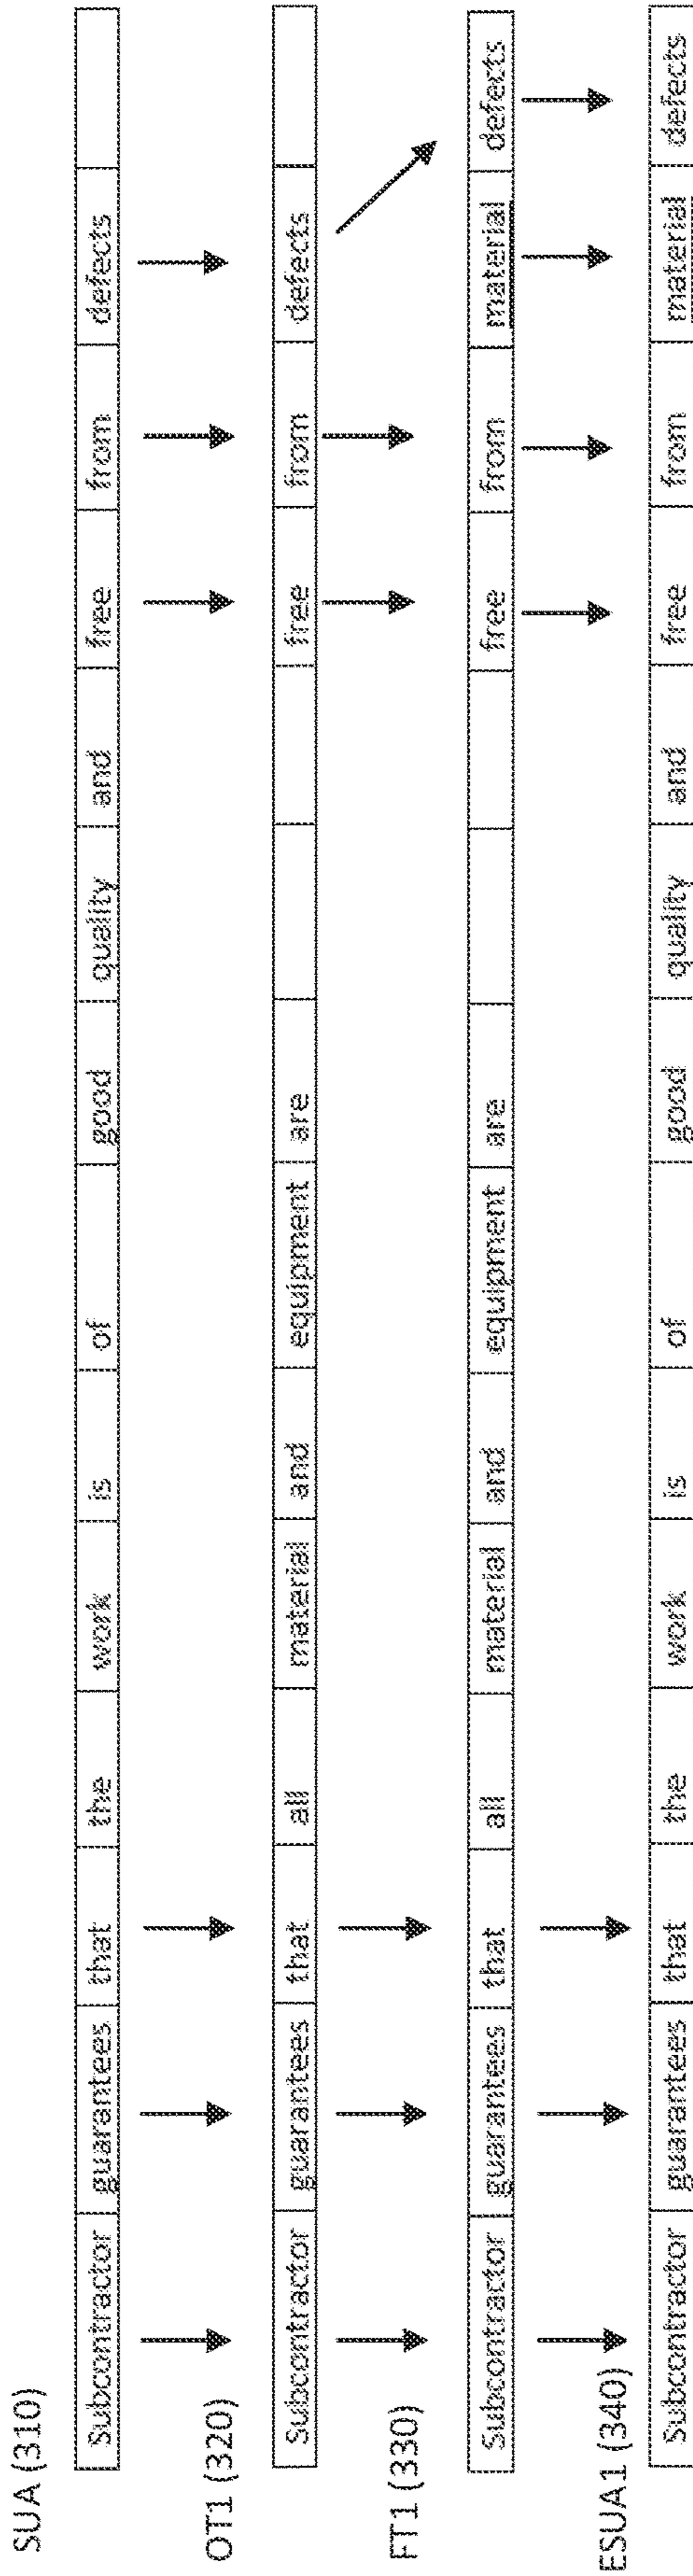 SUA (310)
Subcontractor guarantees that the work is of good quality and free from defects
OT1 (320)
Subcontractor guarantees that all material and equipment are free from defects
FT1 (330)
Subcontractor guarantees that all material and equipment are free from material defects
ESUA1 (340)
Subcontractor guarantees that the work is of good quality and free from material defects